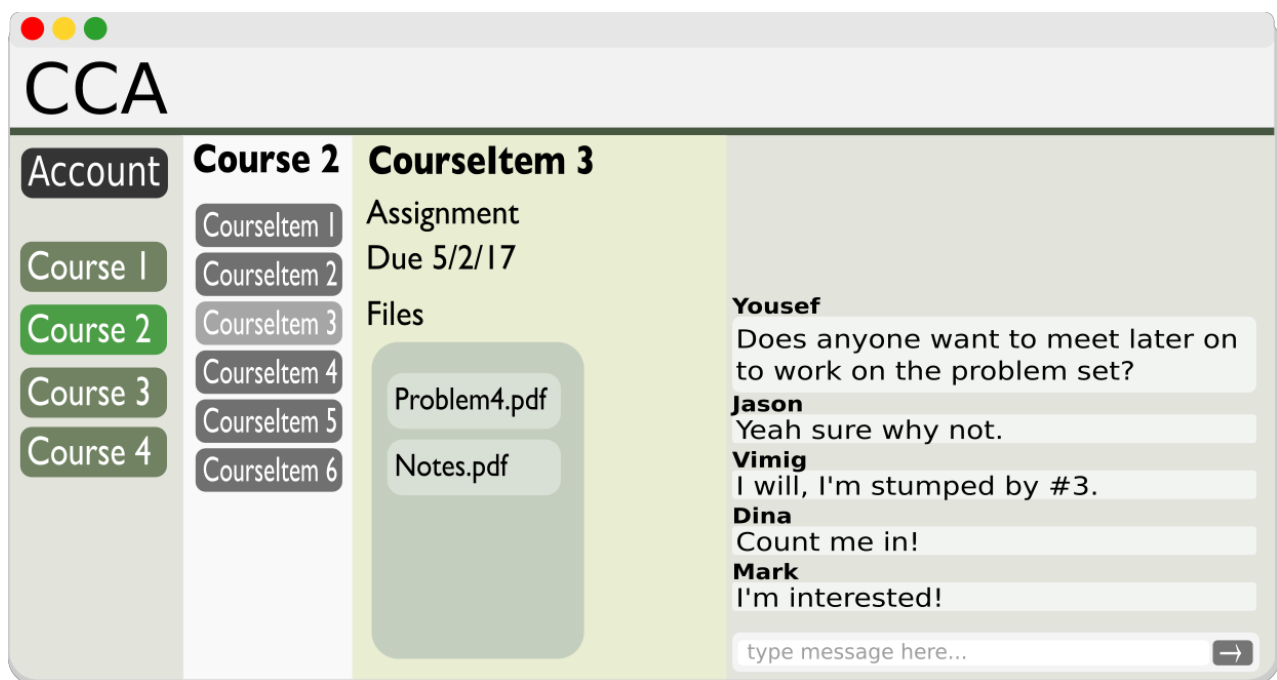 CCA
Account
Course 1
Course 2
Course 3
Course 4
Course 2
CourseItem 1
CourseItem 2
CourseItem 3
CourseItem 4
CourseItem 5
CourseItem 6
CourseItem 3
Assignment
Due 5/2/17
Files
Problem4.pdf
Notes.pdf
Yousef
Does anyone want to meet later on
to work on the problem set?
Jason
Yeah sure why not.
Vimig
I will, I'm stumped by #3.
Dina
Count me in!
Mark
I'm interested!
type message here...